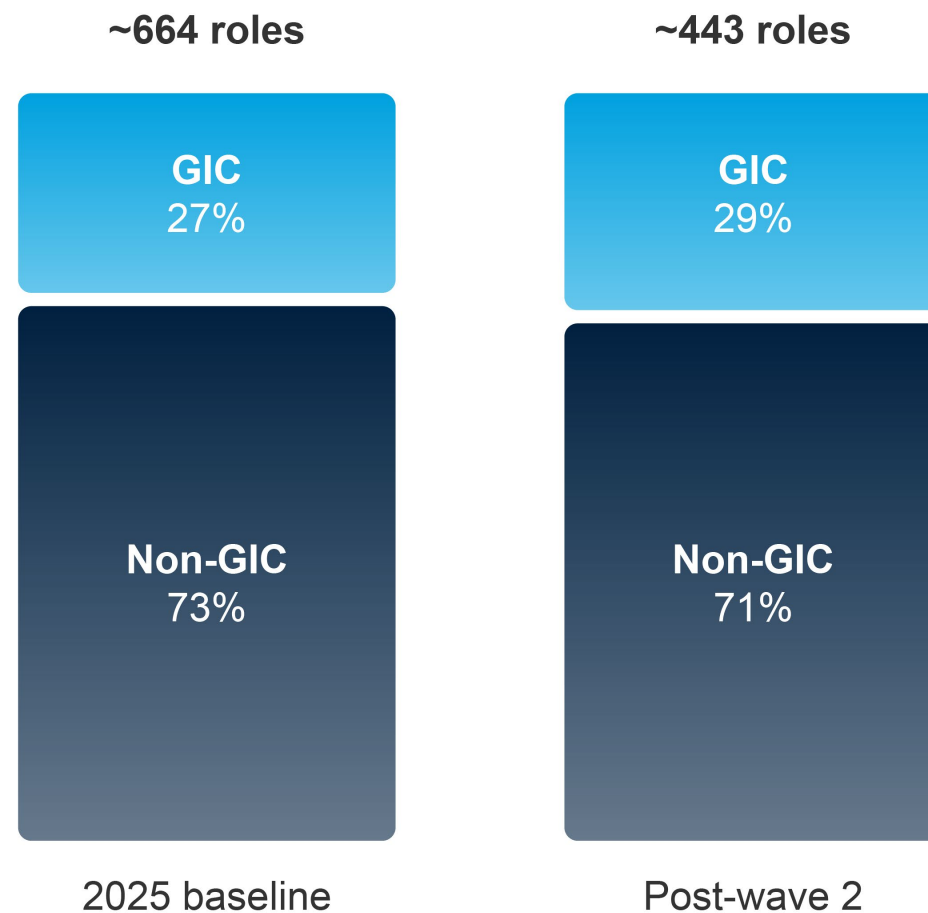 ~664 roles
GIC
27%
Non-GIC
73%
2025 baseline
~443 roles
GIC
29%
Non-GIC
71%
Post-wave 2